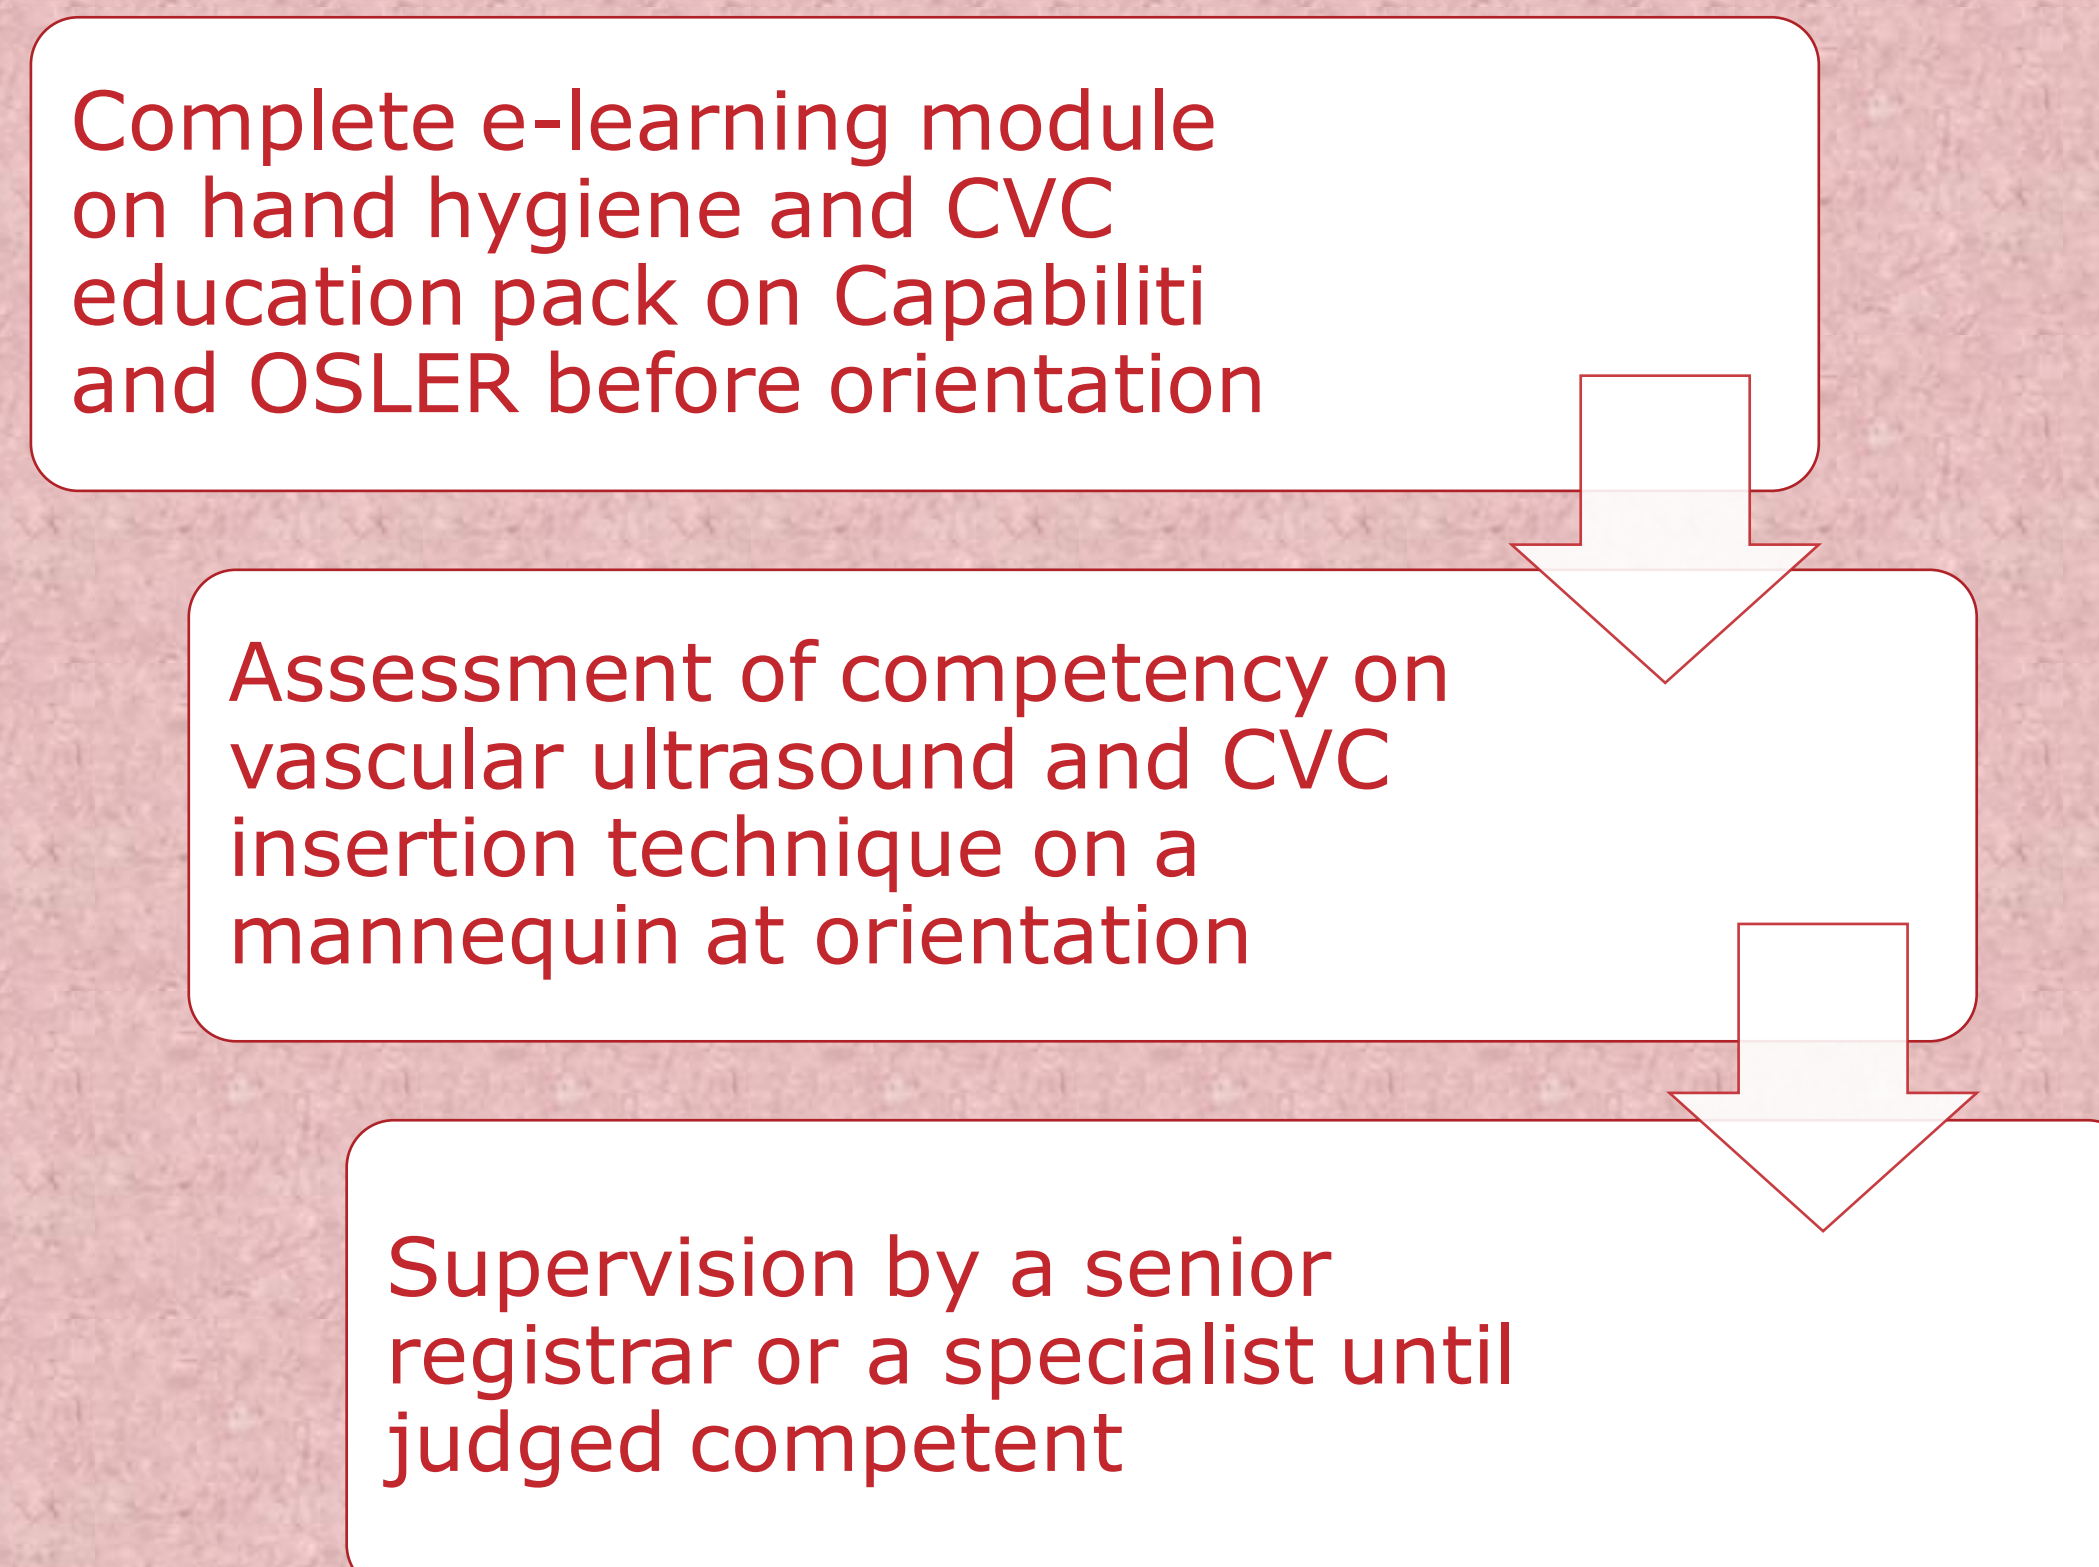 Complete e-learning module
on hand hygiene and CVC
education pack on Capabiliti
and OSLER before orientation
Assessment of competency on
vascular ultrasound and CVC
insertion technique on a
mannequin at orientation
Supervision by a senior
registrar or a specialist until
judged competent